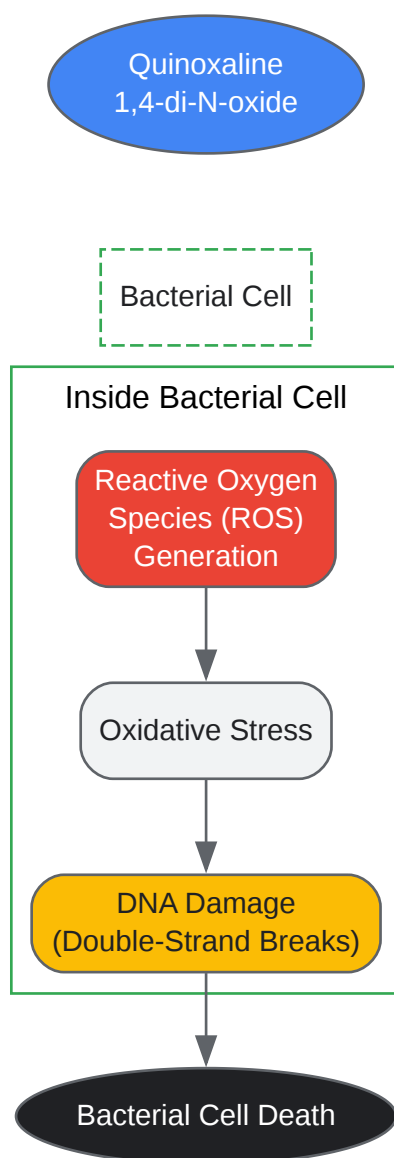 Quinoxaline
1,4-di-N-oxide
Bacterial Cell
Inside Bacterial Cell
Reactive Oxygen
Species (ROS)
Generation
Oxidative Stress
DNA Damage
(Double-Strand Breaks)
Bacterial Cell Death